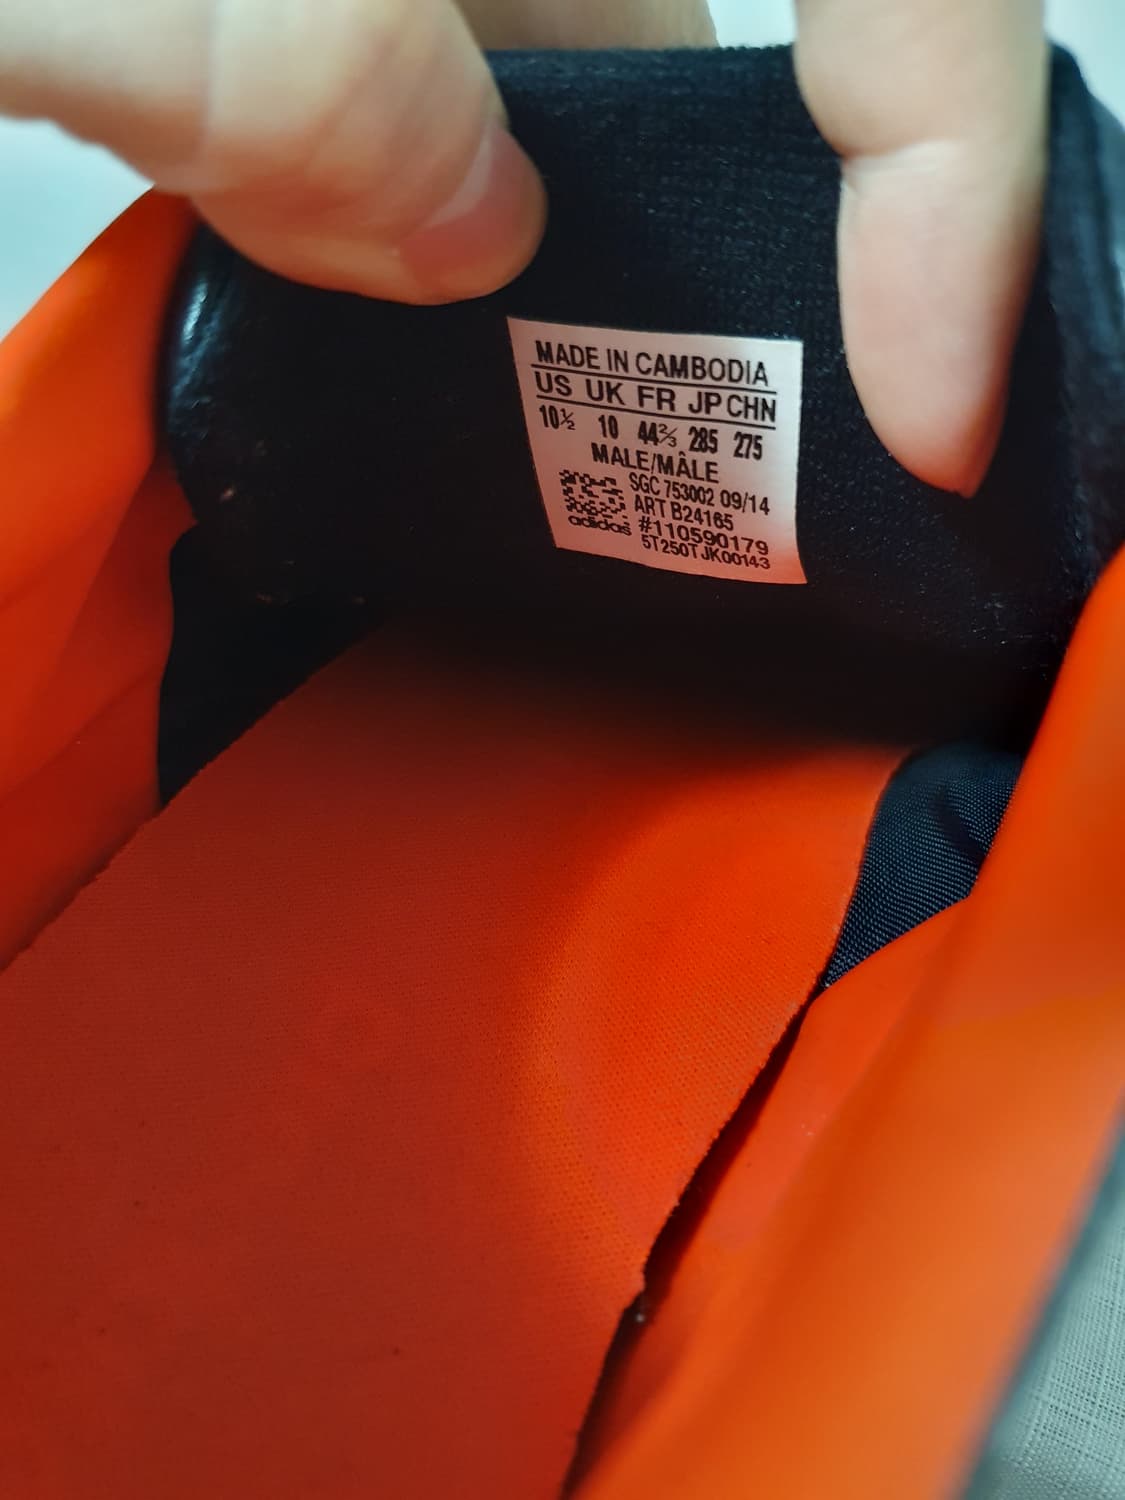 MADE IN CAMBODIA
US UK FR JP CHN
10½ 10 44⅔ 285 275
MALE/MÂLE
SGC 753002 09/14
ART B24165
adidas #110590179
5T250TJK00143